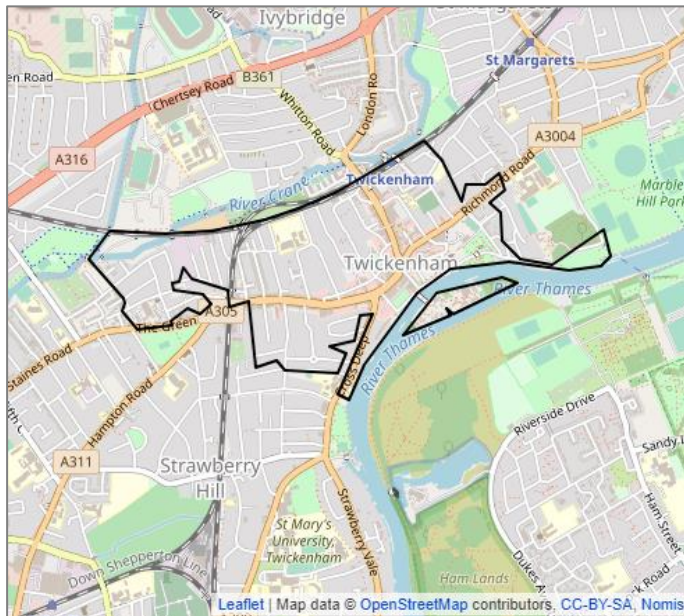 Ivybridge
en Road
B361
Chertsey Road
London Ro
St Margarets
Whitton Road
A316
A3004
River Crane
Twickenham
Richmond Road
Marble
Hill Park
Twickenham
River Thames
A305
The Green
Staines Road
Cross Deep
River Thames
Hampton Road
Riverside Drive
Sandy L
A311
Strawberry
Hill
Ham Street
Strawberry Vale
St Mary's
University,
Twickenham
Down Shepperton Line
Ham Lands
Dukes A
ck Road
Leaflet | Map data © OpenStreetMap contributors, CC-BY-SA, Nomis